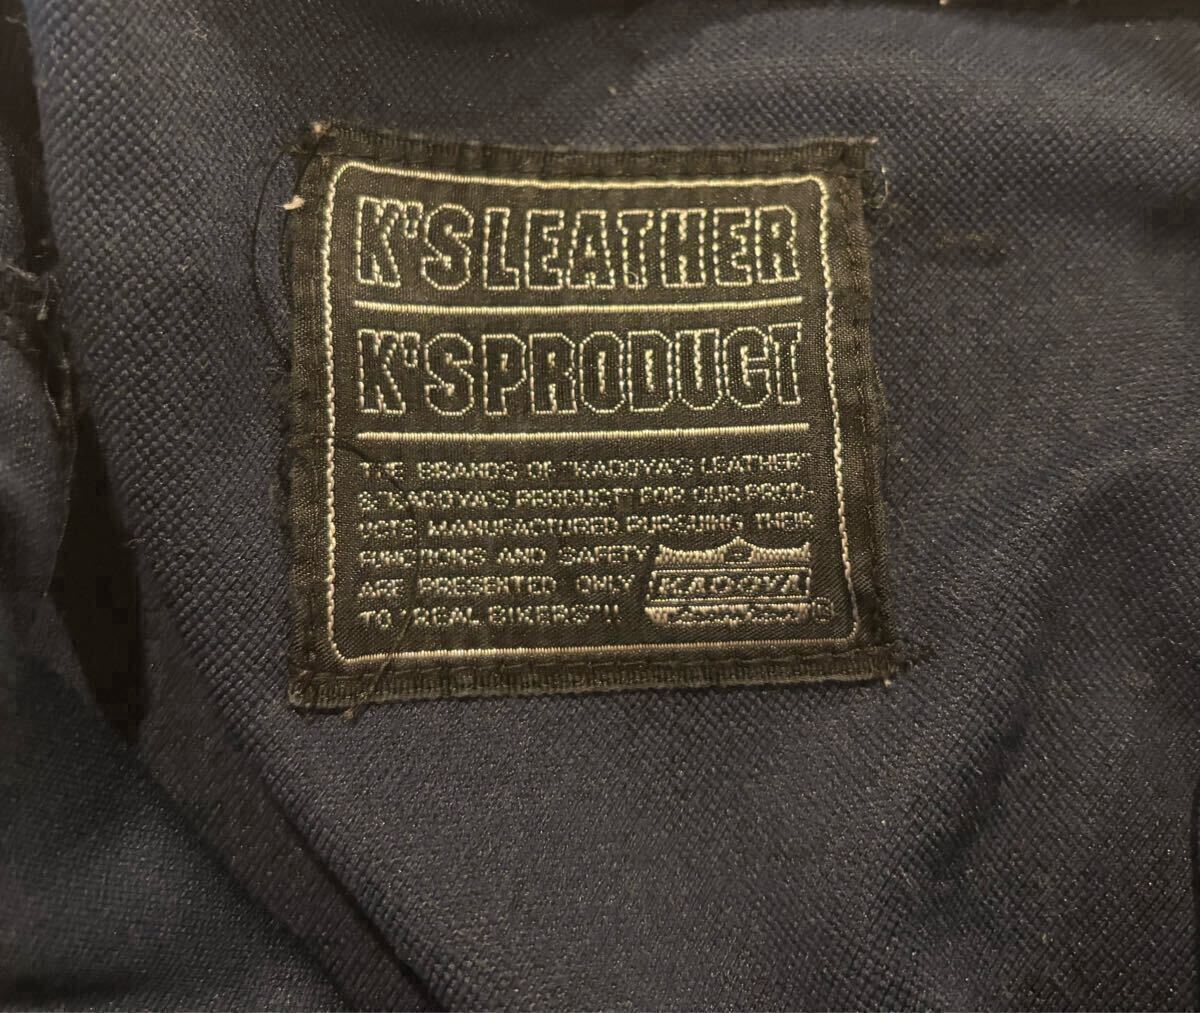 K'S LEATHER
K'S PRODUCT
THE BRANDS OF "KADOYA'S LEATHER
& "KADOYA'S PRODUCT" FOR OUR PROD-
UCTS MANUFACTURED PURSUING THEIR
FUNCTIONS AND SAFETY
ARE PRESENTED ONLY
TO "REAL BIKERS"!!
KADOYA